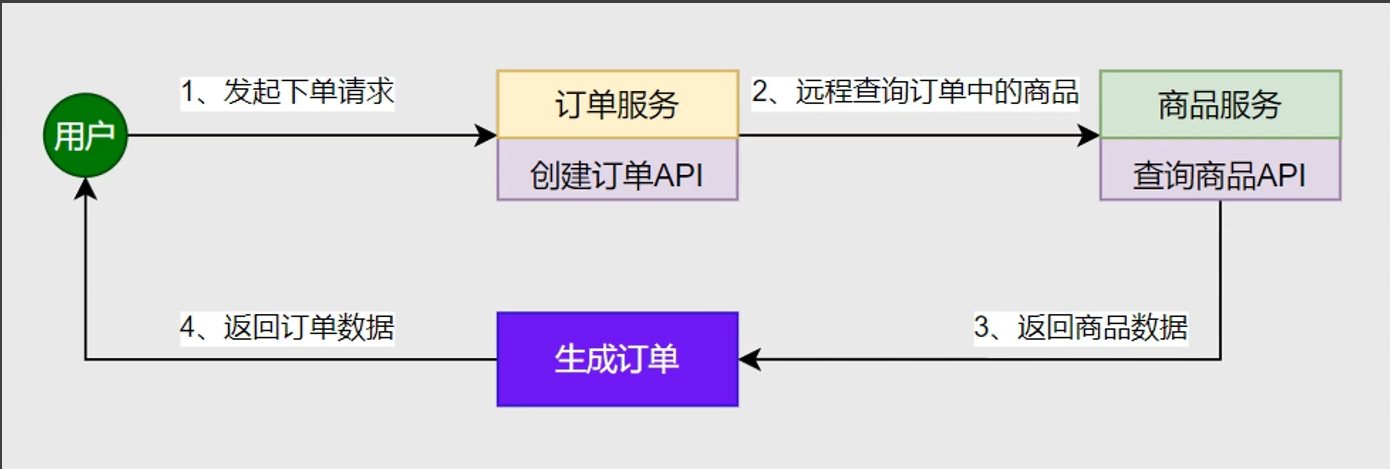 1、发起下单请求
订单服务
2、远程查询订单中的商品
商品服务
用户
创建订单API
查询商品API
4、返回订单数据
3、返回商品数据
生成订单